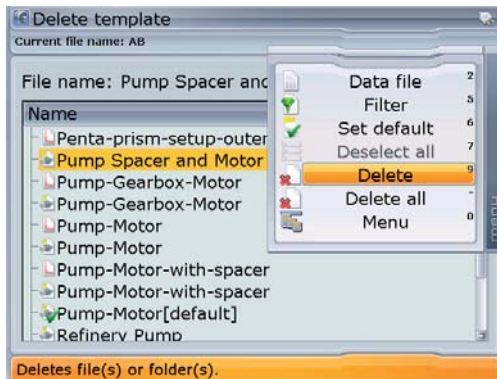 Delete template
Current file name: AB
File name: Pump Spacer and
Name
Penta-prism-setup-outer
Pump Spacer and Motor
Pump-Gearbox-Motor
Pump-Gearbox-Motor
Pump-Motor
Pump-Motor
Pump-Motor-with-spacer
Pump-Motor-with-spacer
Pump-Motor[default]
Refinery Pump
Data file 2
Filter 5
Set default 6
Deselect all 7
Delete 9
Delete all
Menu 0
menu
Deletes file(s) or folder(s).